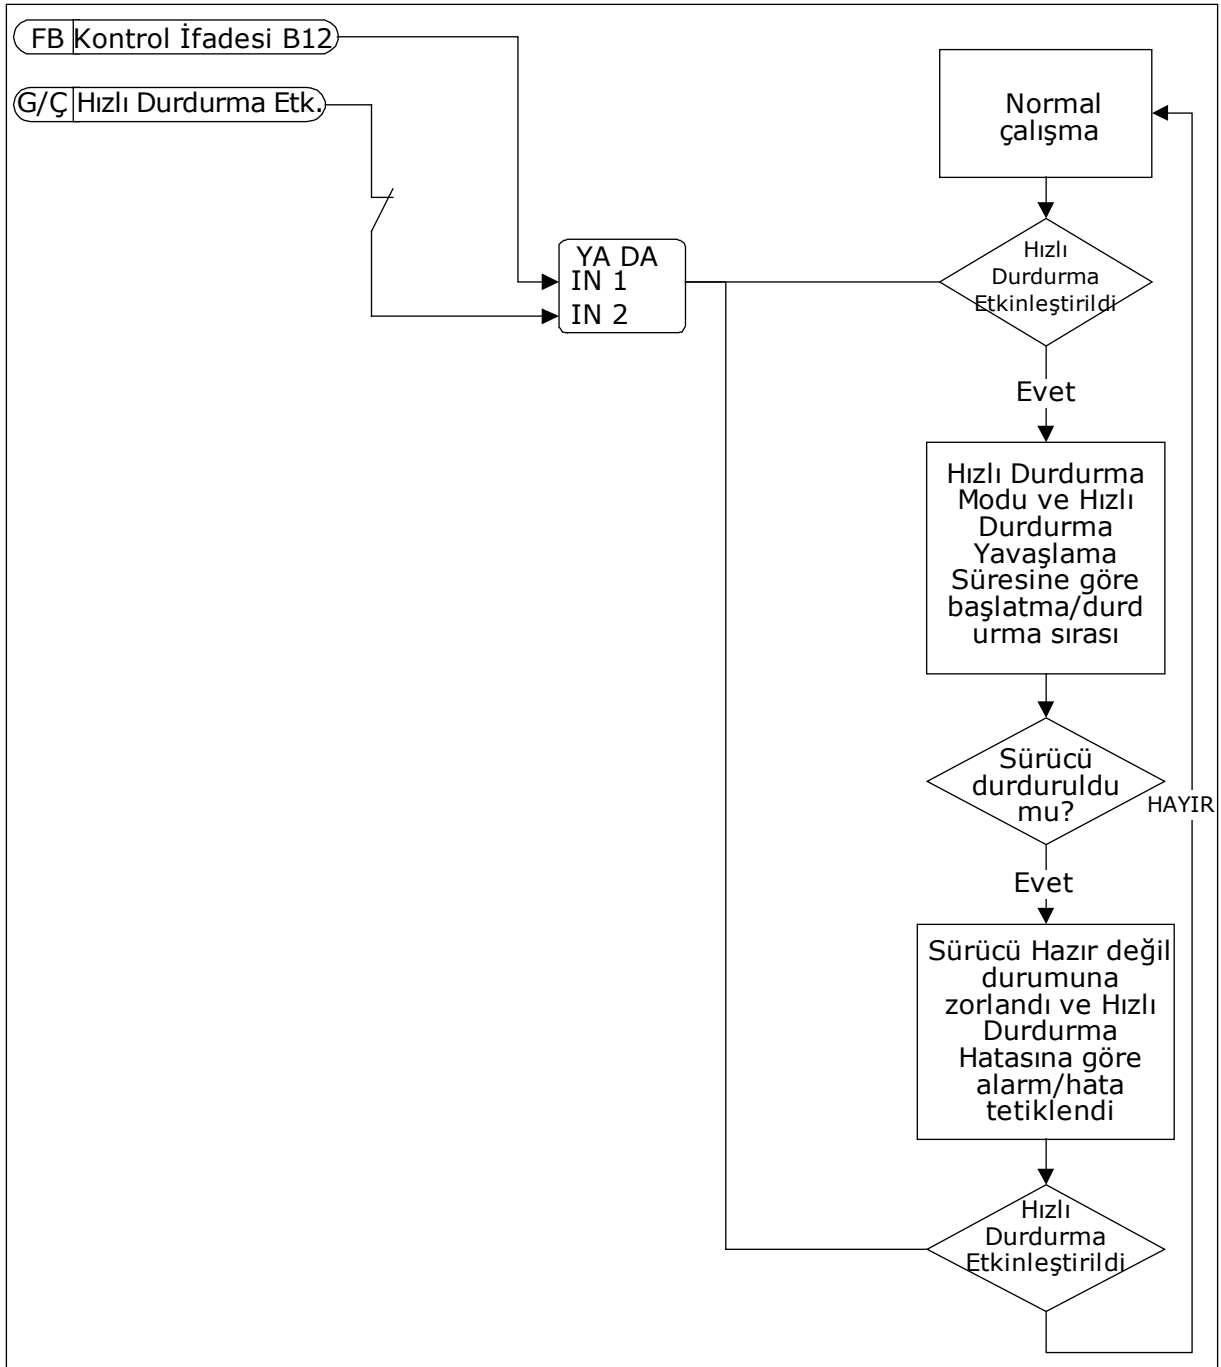 FB Kontrol İfadesi B12
G/Ç Hızlı Durdurma Etk.
YA DA
IN 1
IN 2
Normal
çalışma
Hızlı
Durdurma
Etkinleştirildi
Evet
Hızlı Durdurma
Modu ve Hızlı
Durdurma
Yavaşlama
Süresine göre
başlatma/durd
urma sırası
Sürücü
durduruldu
mu?
HAYIR
Evet
Sürücü Hazır değil
durumuna
zorlandı ve Hızlı
Durdurma
Hatasına göre
alarm/hata
tetiklendi
Hızlı
Durdurma
Etkinleştirildi